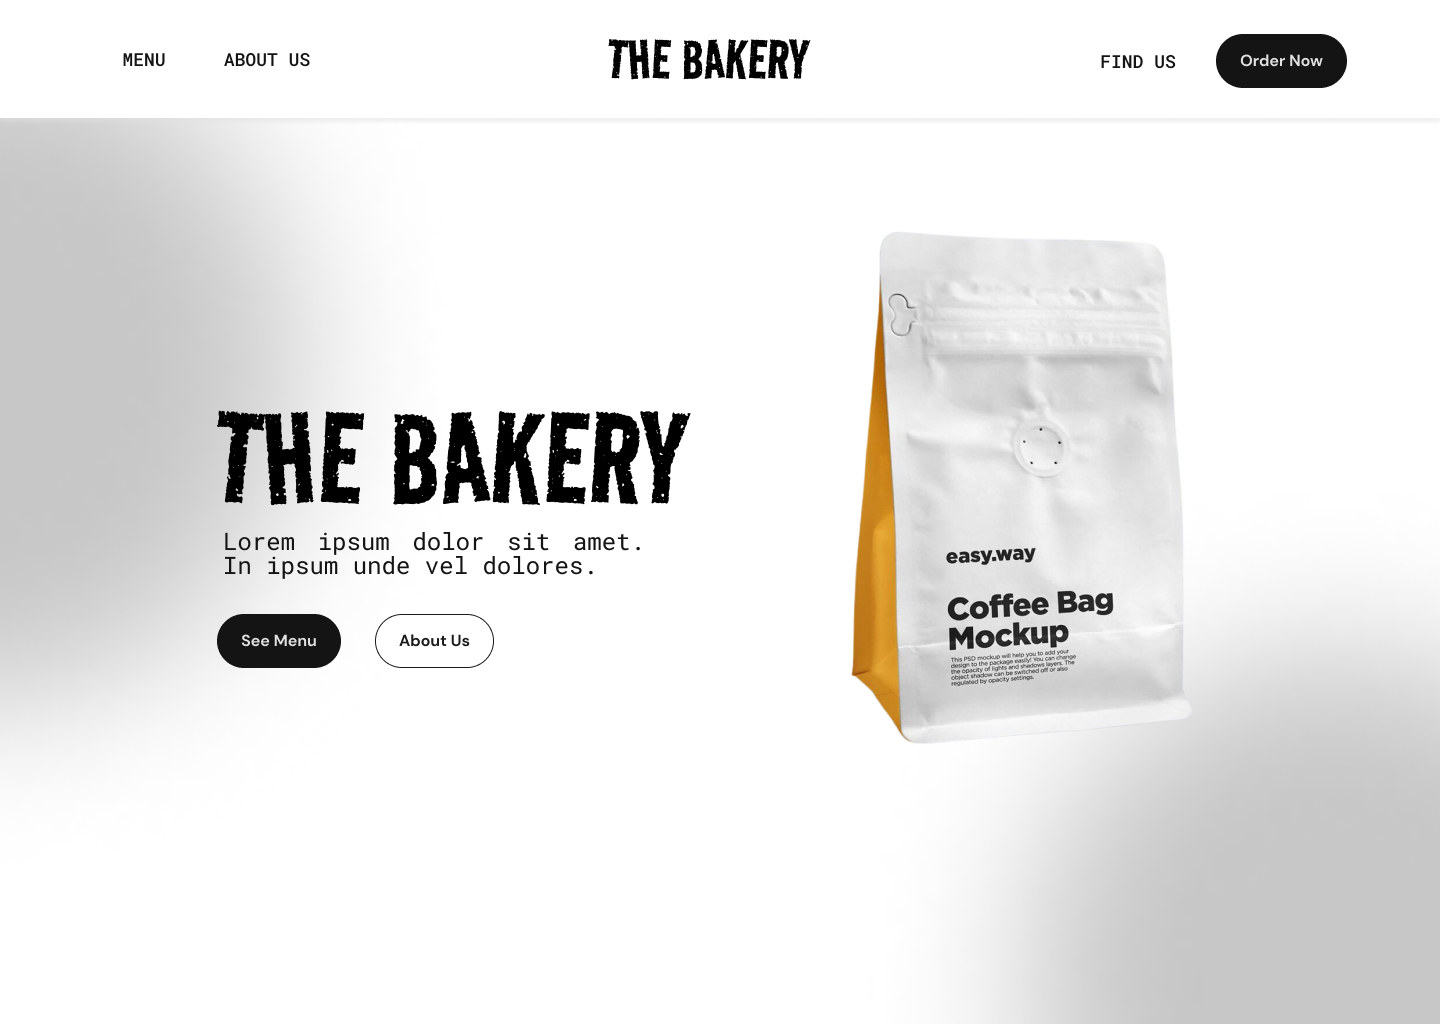 MENU
ABOUT US
THE BAKERY
FIND US
Order Now
THE BAKERY
Lorem ipsum dolor sit amet.
In ipsum unde vel dolores.
See Menu
About Us
easy.way
Coffee Bag
Mockup
This PSD mockup will help you to add your
design to the package easily! You can change
the opacity of lights and shadows layers. The
object shadow can be switched off or also
regulated by opacity settings.